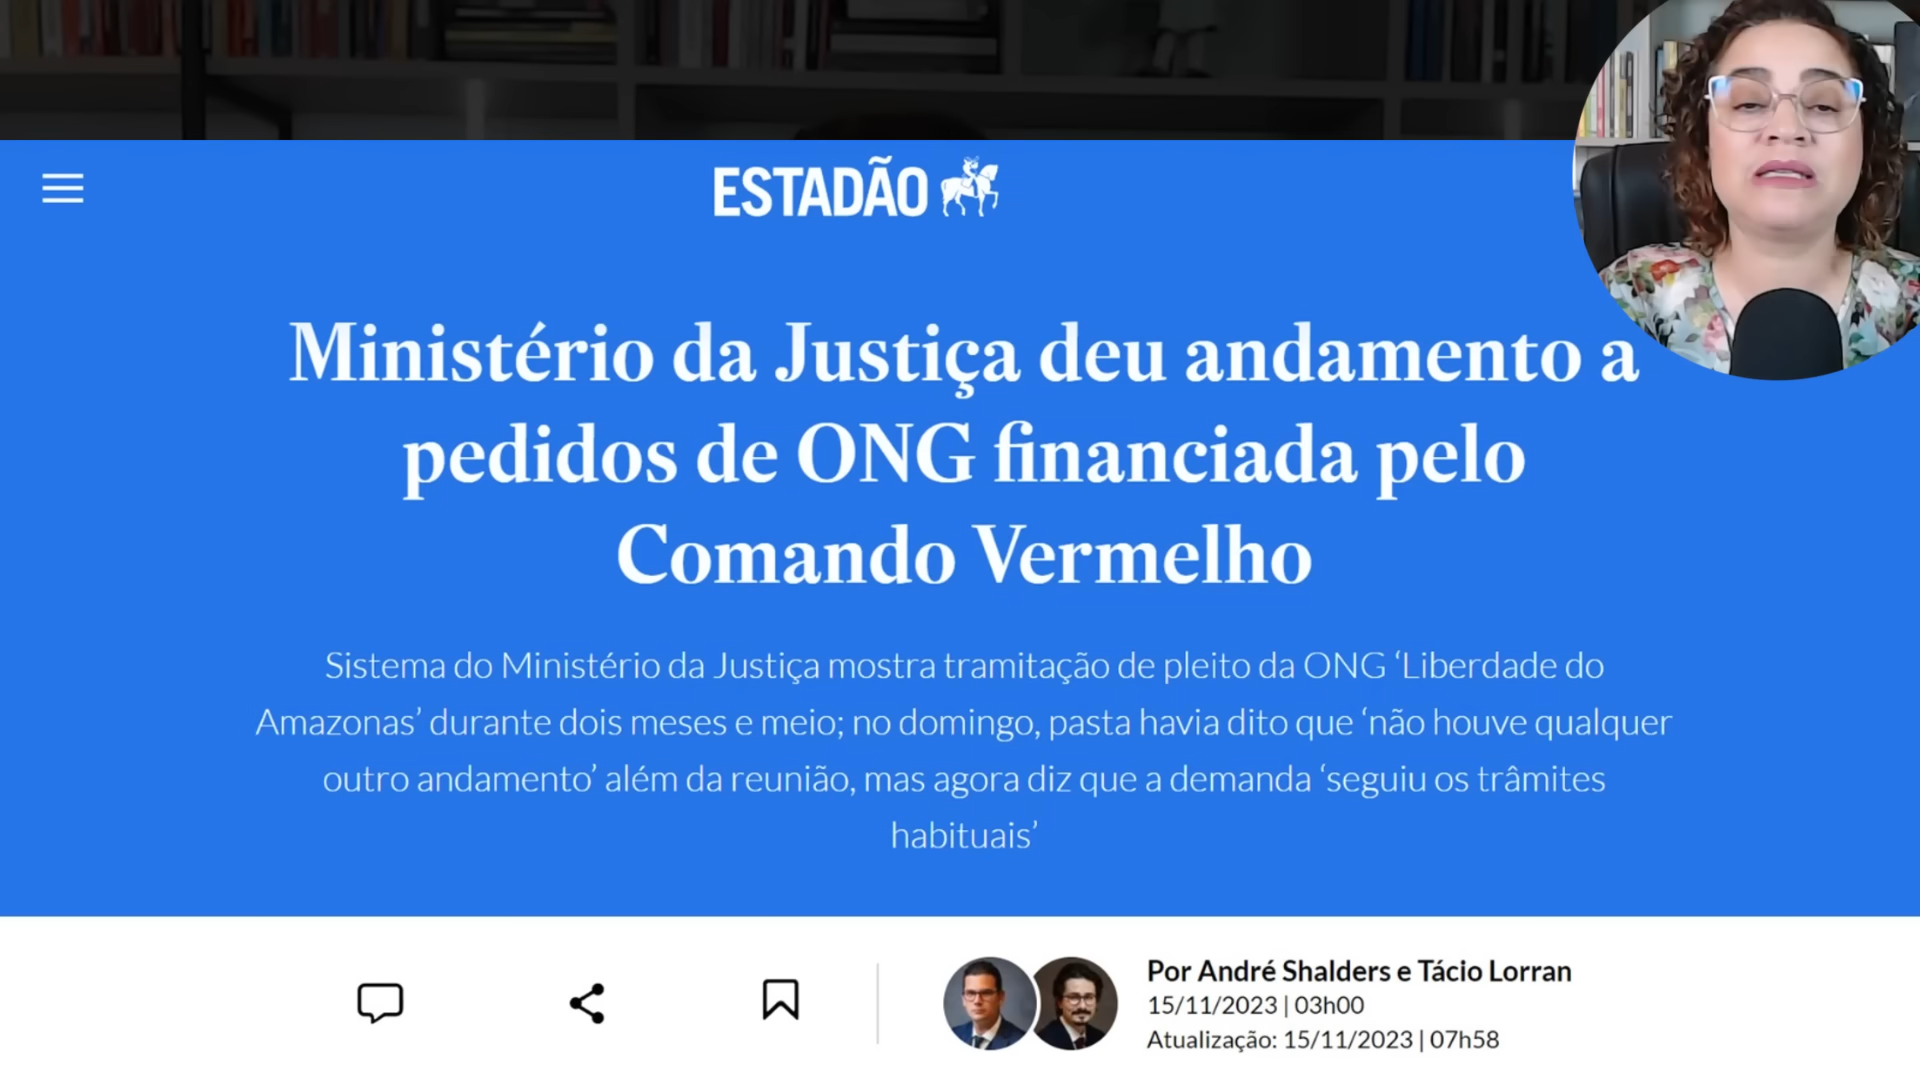 ESTADÃO
Ministério da Justiça deu andamento a
pedidos de ONG financiada pelo
Comando Vermelho
Sistema do Ministério da Justiça mostra tramitação de pleito da ONG ‘Liberdade do
Amazonas’ durante dois meses e meio; no domingo, pasta havia dito que ‘não houve qualquer
outro andamento’ além da reunião, mas agora diz que a demanda ‘seguiu os trâmites
habituais’
Por André Shalders e Tácio Lorran
15/11/2023 | 03h00
Atualização: 15/11/2023 | 07h58